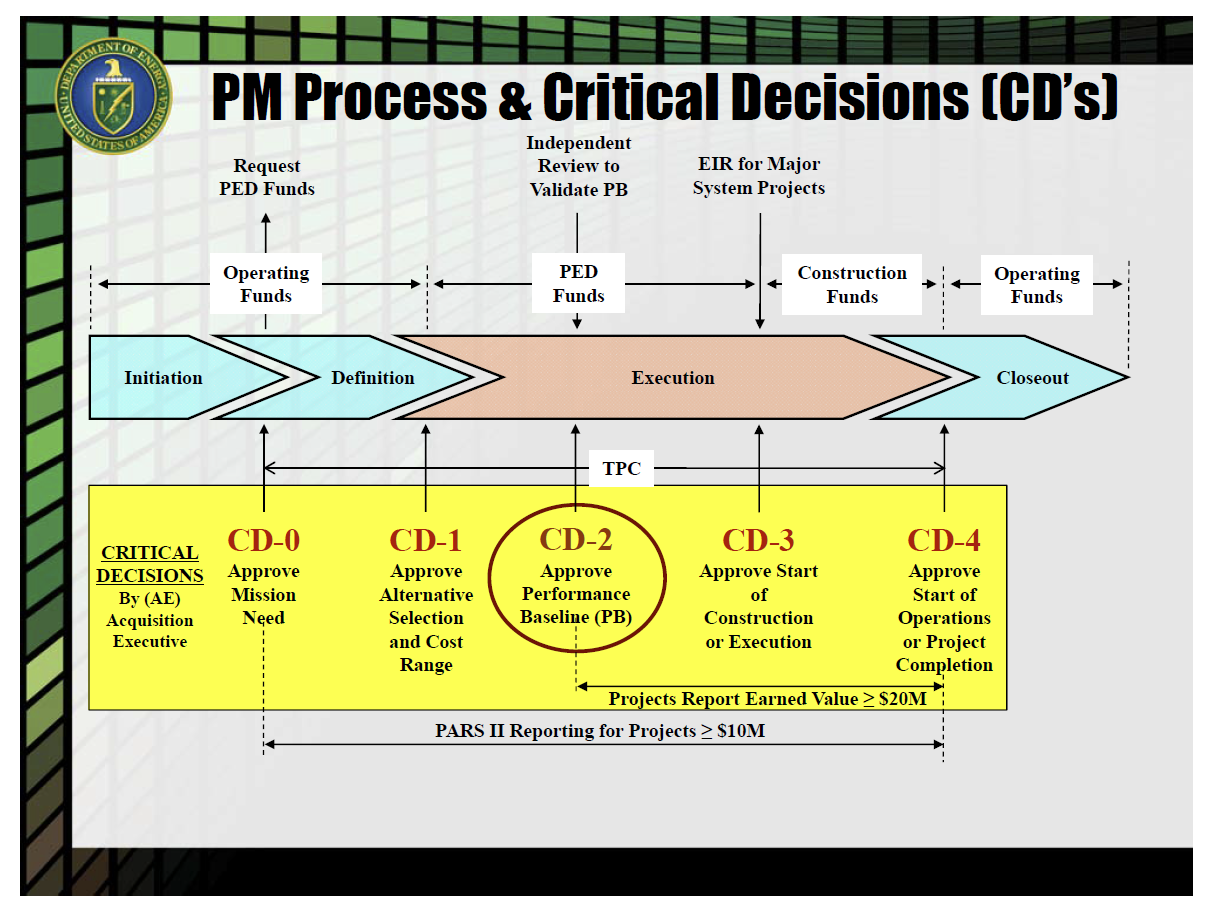 DEPARTMENT OF ENERGY
UNITED STATES OF AMERICA
PM Process & Critical Decisions (CD's)
Request
PED Funds
Independent
Review to
Validate PB
EIR for Major
System Projects
Operating
Funds
PED
Funds
Construction
Funds
Operating
Funds
Initiation
Definition
Execution
Closeout
TPC
CRITICAL
DECISIONS
By (AE)
Acquisition
Executive
CD-0
Approve
Mission
Need
CD-1
Approve
Alternative
Selection
and Cost
Range
CD-2
Approve
Performance
Baseline (PB)
CD-3
Approve Start
of
Construction
or Execution
CD-4
Approve
Start of
Operations
or Project
Completion
Projects Report Earned Value ≥ $20M
PARS II Reporting for Projects ≥ $10M